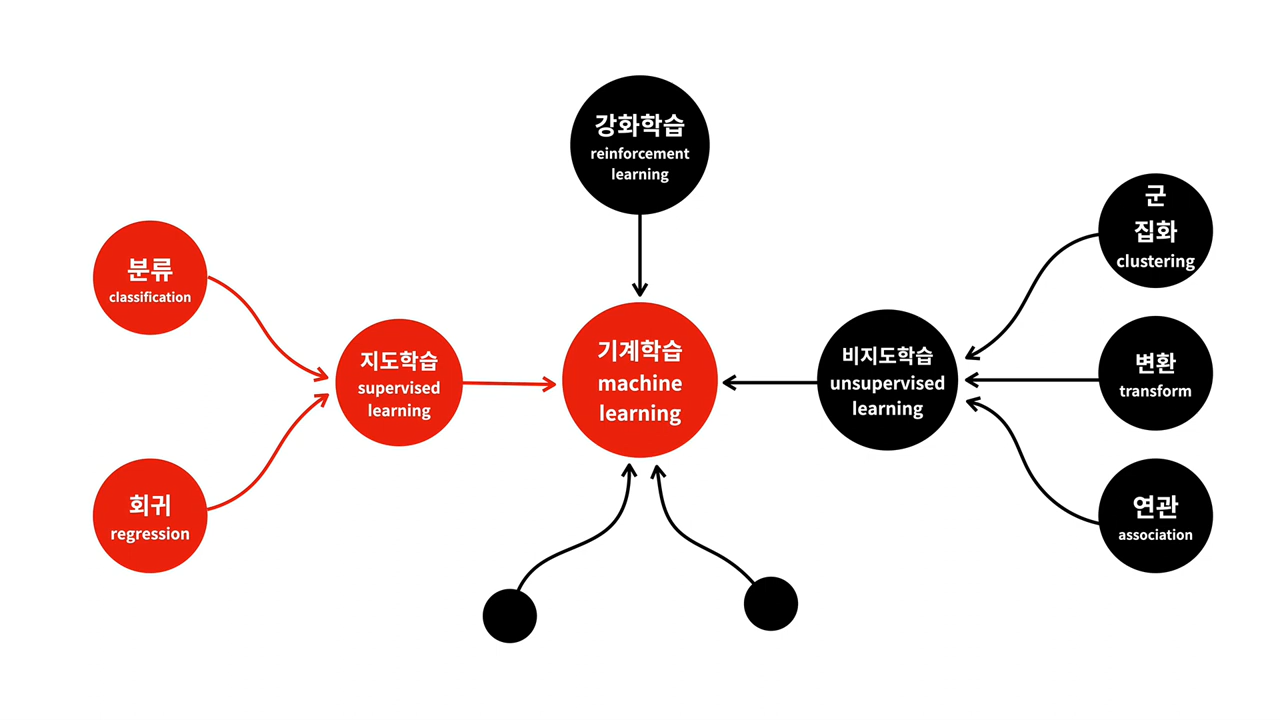 강화학습
reinforcement
learning
분류
classification
회귀
regression
지도학습
supervised
learning
기계학습
machine
learning
비지도학습
unsupervised
learning
군
집화
clustering
변환
transform
연관
association